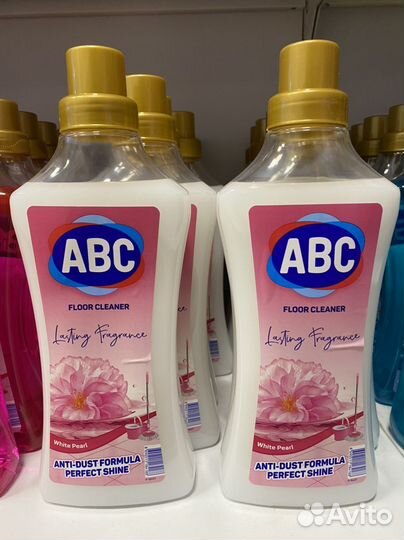 ABC
FLOOR CLEANER
Lasting Fragrance
White Pearl
ANTI-DUST FORMULA
PERFECT SHINE
ABC
FLOOR CLEANER
Lasting Fragrance
White Pearl
ANTI-DUST FORMULA
PERFECT SHINE
Avito